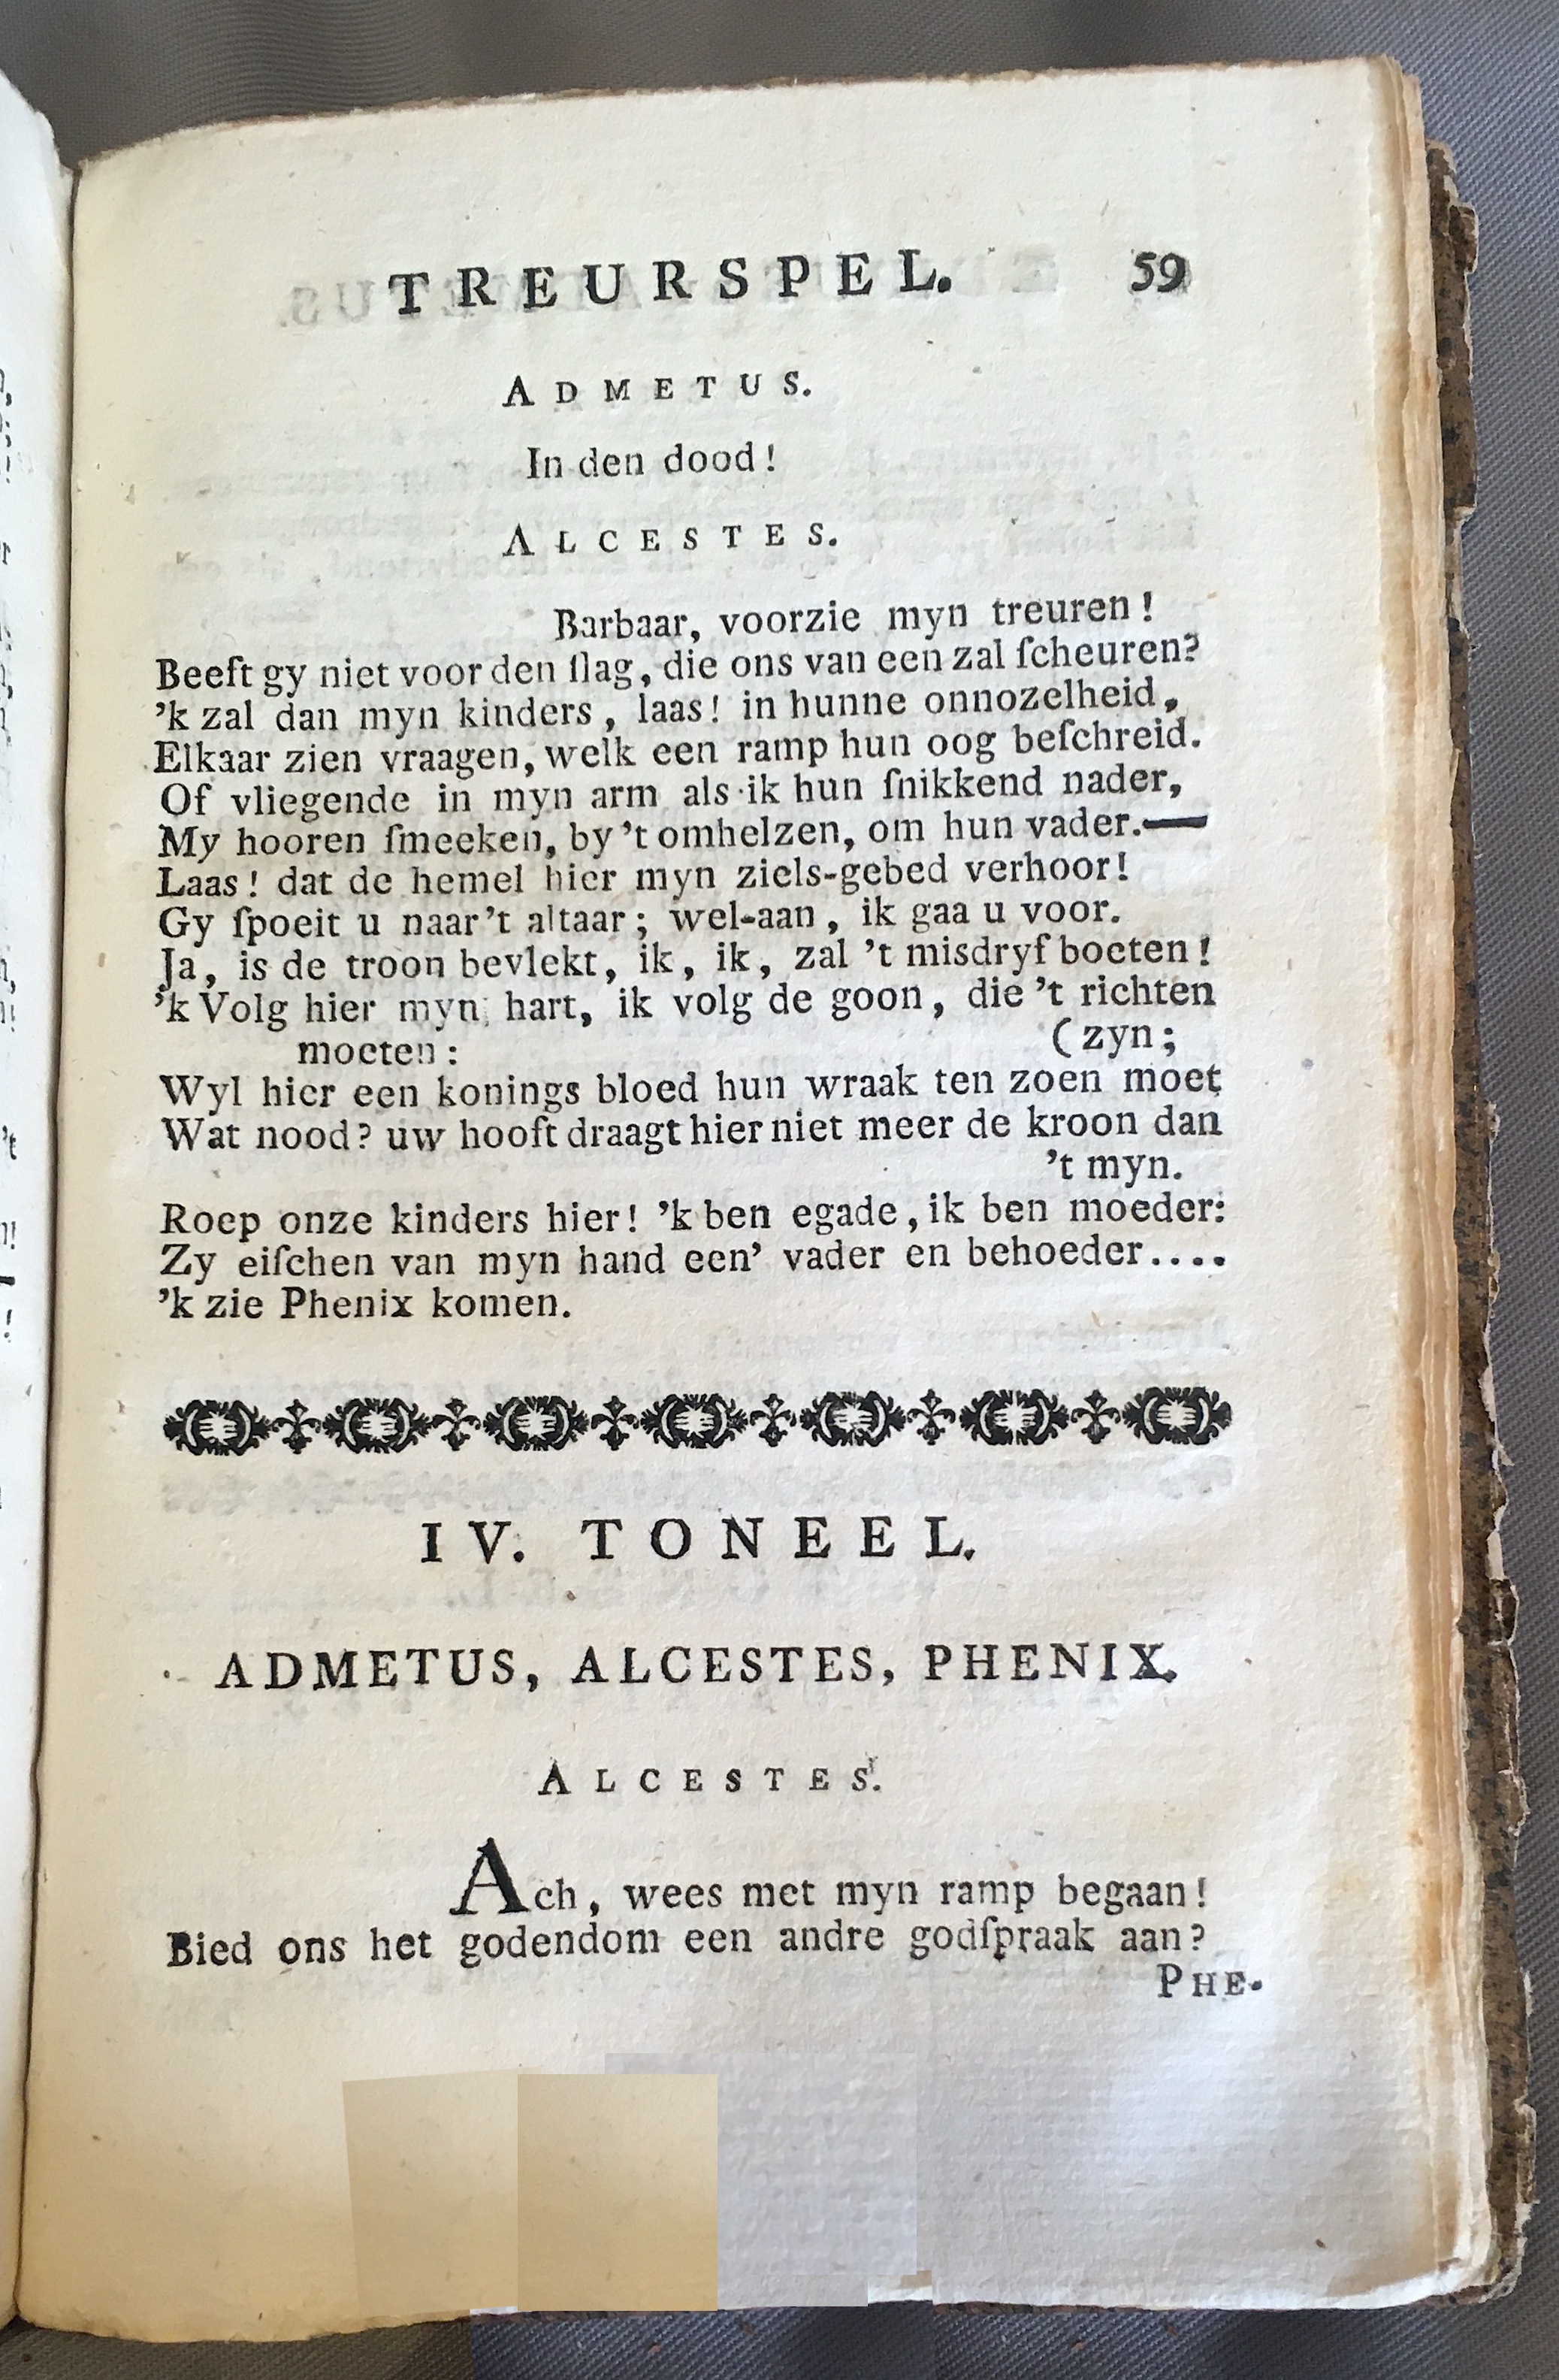 TREURSPEL. 59
ADMETUS.
In den dood!
ALCESTES.
Barbaar, voorzie myn treuren!
Beeft gy niet voor den ſlag, die ons van een zal ſcheuren?
’k zal dan myn kinders, laas! in hunne onnozelheid,
Elkaar zien vraagen, welk een ramp hun oog beſchreid.
Of vliegende in myn arm als ik hun ſnikkend nader,
My hooren ſmeeken, by ’t omhelzen, om hun vader.—
Laas! dat de hemel hier myn ziels-gebed verhoor!
Gy ſpoeit u naar ’t altaar; wel-aan, ik gaa u voor.
Ja, is de troon bevlekt, ik, ik, zal ’t misdryf boeten!
’k Volg hier myn hart, ik volg de goon, die ’t richten
moeten: (zyn;
Wyl hier een konings bloed hun wraak ten zoen moet
Wat nood? uw hooft draagt hier niet meer de kroon dan
’t myn.
Roep onze kinders hier! ’k ben egade, ik ben moeder:
Zy eiſchen van myn hand een’ vader en behoeder....
’k zie Phenix komen.
IV. TONEEL.
ADMETUS, ALCESTES, PHENIX.
ALCESTES.
Ach, wees met myn ramp begaan!
Bied ons het godendom een andre godſpraak aan?
PHE-